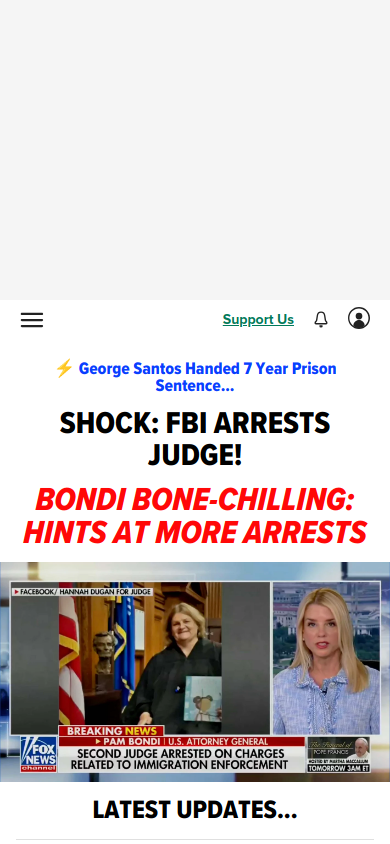 Support Us
⚡ George Santos Handed 7 Year Prison
Sentence...
SHOCK: FBI ARRESTS
JUDGE!
BONDI BONE-CHILLING:
HINTS AT MORE ARRESTS
FACEBOOK/ HANNAH DUGAN FOR JUDGE
BREAKING NEWS
PAM BONDI | U.S. ATTORNEY GENERAL
SECOND JUDGE ARRESTED ON CHARGES
RELATED TO IMMIGRATION ENFORCEMENT
FOX
NEWS
channel
The Funeral of
POPE FRANCIS
HOSTED BY MARTHA MACCALLUM
TOMORROW 3AM ET
LATEST UPDATES...